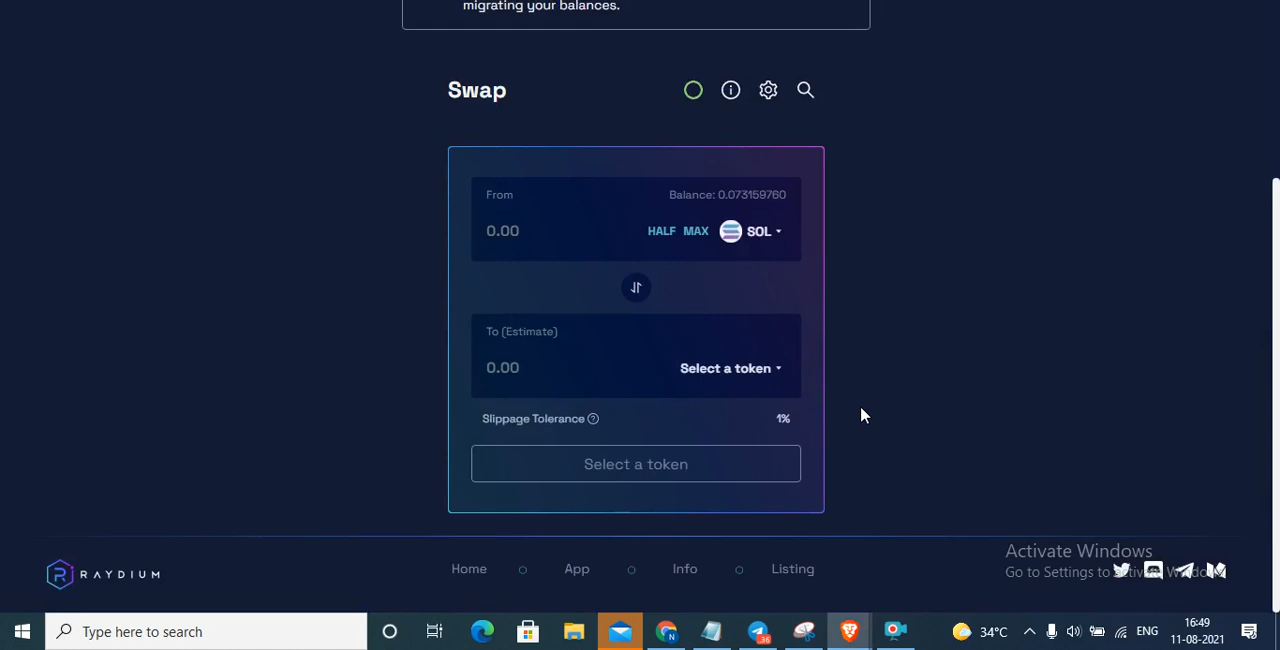 migrating your balances.
Swap
From
Balance: 0.073159760
0.00
HALF MAX SOL
To (Estimate)
0.00
Select a token
Slippage Tolerance
1%
Select a token
RAYDIUM
Home
App
Info
Listing
Activate Windows
Go to Settings to activate Windows.
Type here to search
36
34°C
ENG
16:49
11-08-2021